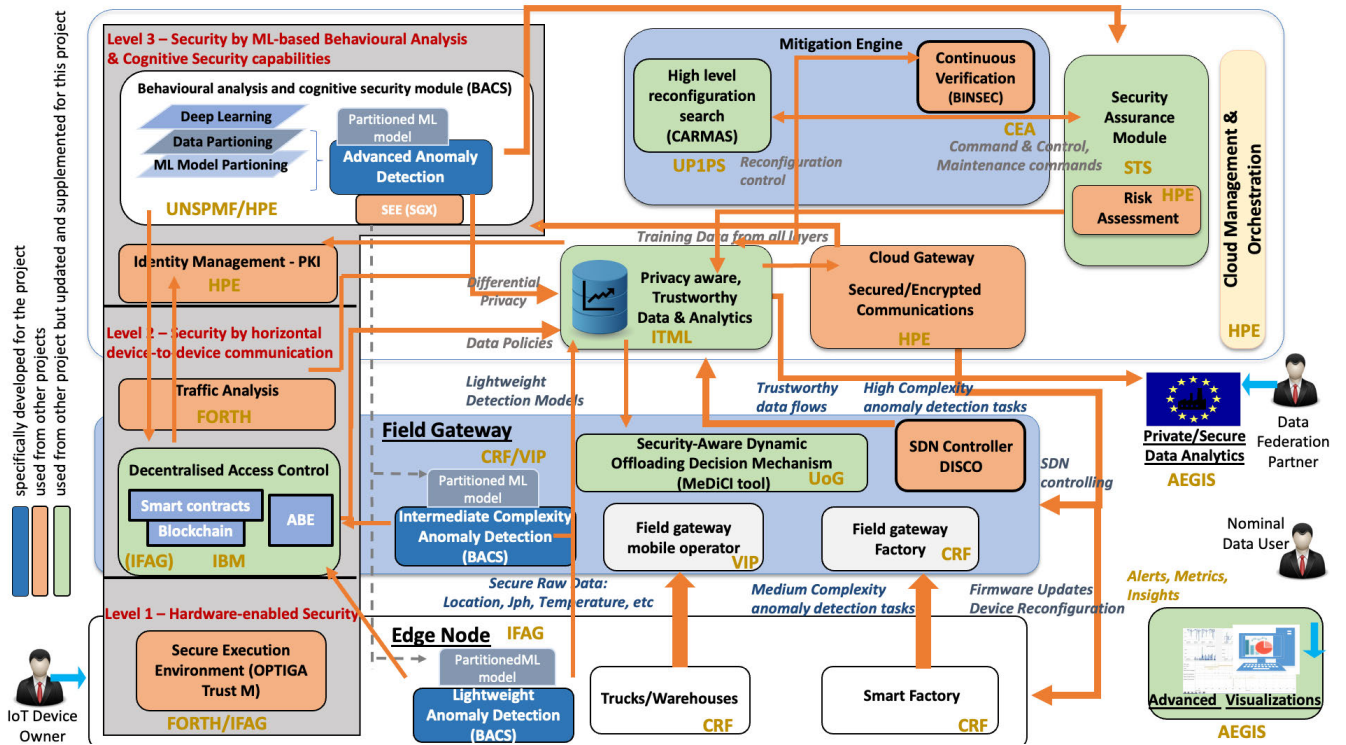 specifically developed for the project
used from other projects
used from other project but updated and supplemented for this project
Level 3 – Security by ML-based Behavioural Analysis
& Cognitive Security capabilities
Behavioural analysis and cognitive security module (BACS)
Deep Learning
Data Partioning
ML Model Partioning
Partitioned ML
model
Advanced Anomaly
Detection
SEE (SGX)
UNSPMF/HPE
Identity Management - PKI
HPE
Level 2 – Security by horizontal
device-to-device communication
Traffic Analysis
FORTH
Decentralised Access Control
Smart contracts
Blockchain
ABE
(IFAG)
IBM
Level 1 – Hardware-enabled Security
Secure Execution
Environment (OPTIGA
Trust M)
FORTH/IFAG
IoT Device
Owner
Mitigation Engine
High level
reconfiguration
search
(CARMAS)
UP1PS
Continuous
Verification
(BINSEC)
CEA
Reconfiguration
control
Command & Control,
Maintenance commands
Security
Assurance
Module
STS
HPE
Risk
Assessment
Cloud Management &
Orchestration
HPE
Training Data from all layers
Differential
Privacy
Data Policies
Privacy aware,
Trustworthy
Data & Analytics
ITML
Cloud Gateway
Secured/Encrypted
Communications
HPE
Lightweight
Detection Models
Trustworthy
data flows
High Complexity
anomaly detection tasks
Field Gateway
CRF/VIP
Partitioned ML
model
Intermediate Complexity
Anomaly Detection
(BACS)
Security-Aware Dynamic
Offloading Decision Mechanism
(MeDiCI tool)
UoG
SDN Controller
DISCO
SDN
controlling
Field gateway
mobile operator
VIP
Field gateway
Factory
CRF
Secure Raw Data:
Location, Jph, Temperature, etc
Medium Complexity
anomaly detection tasks
Firmware Updates
Device Reconfiguration
Edge Node
IFAG
PartitionedML
model
Lightweight
Anomaly Detection
(BACS)
Trucks/Warehouses
CRF
Smart Factory
CRF
Private/Secure
Data Analytics
AEGIS
Data
Federation
Partner
Nominal
Data User
Alerts, Metrics,
Insights
Advanced Visualizations
AEGIS